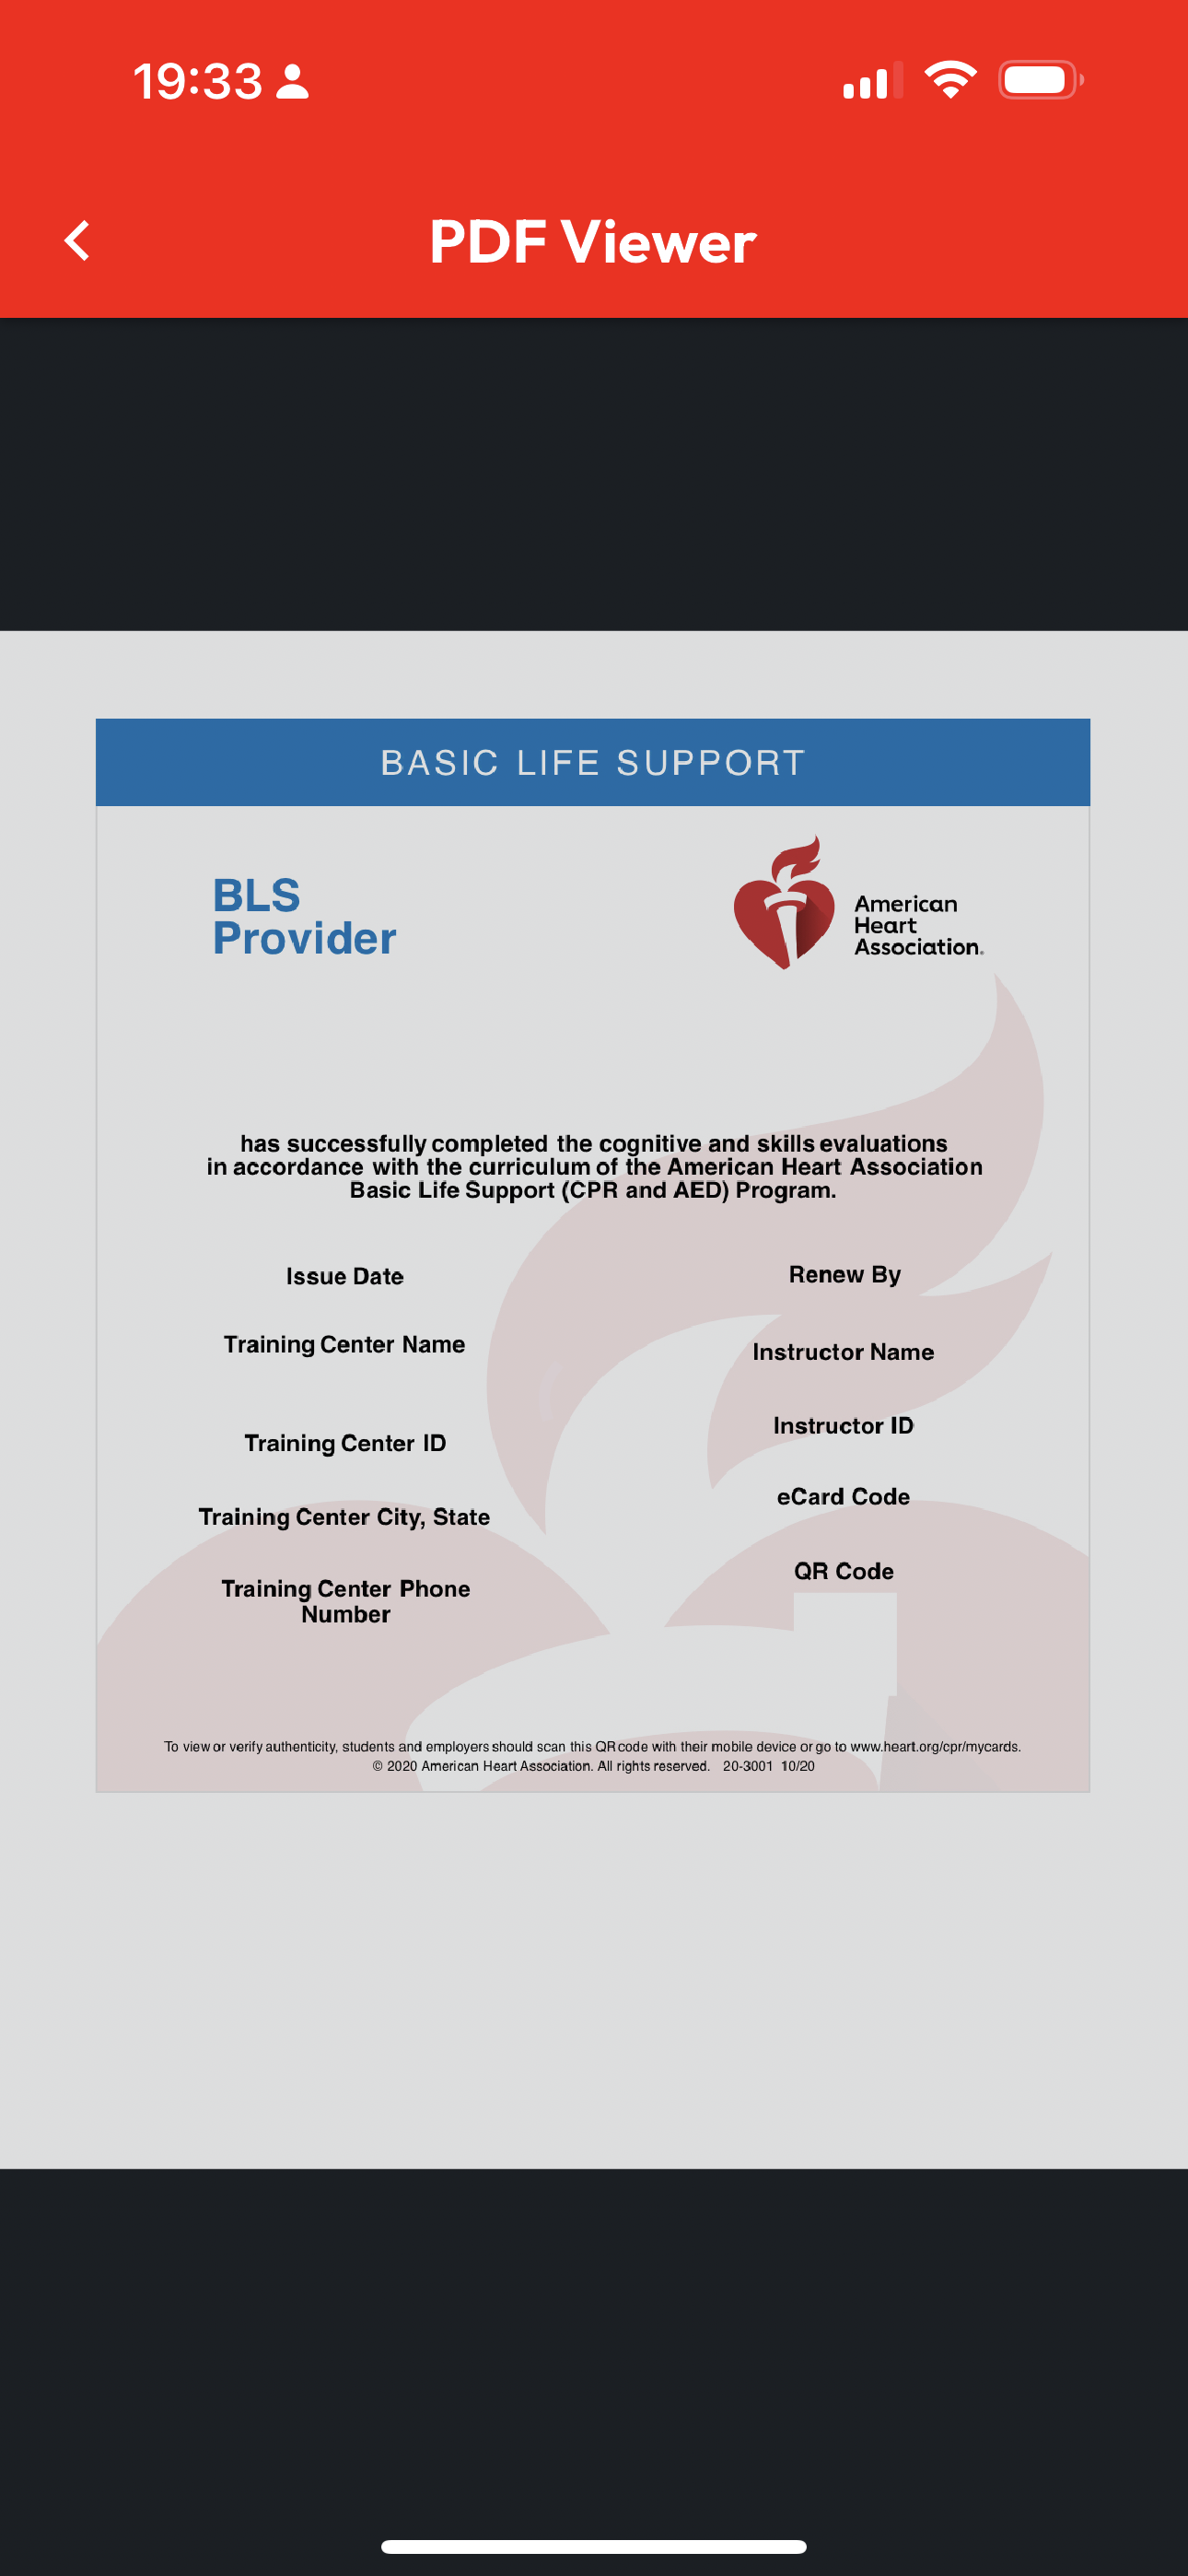 19:33
PDF Viewer
BASIC LIFE SUPPORT
BLS
Provider
American
Heart
Association.
has successfully completed the cognitive and skills evaluations
in accordance with the curriculum of the American Heart Association
Basic Life Support (CPR and AED) Program.
Issue Date
Renew By
Training Center Name
Instructor Name
Training Center ID
Instructor ID
Training Center City, State
eCard Code
Training Center Phone
Number
QR Code
To view or verify authenticity, students and employers should scan this QR code with their mobile device or go to www.heart.org/cpr/mycards.
© 2020 American Heart Association. All rights reserved. 20-3001 10/20